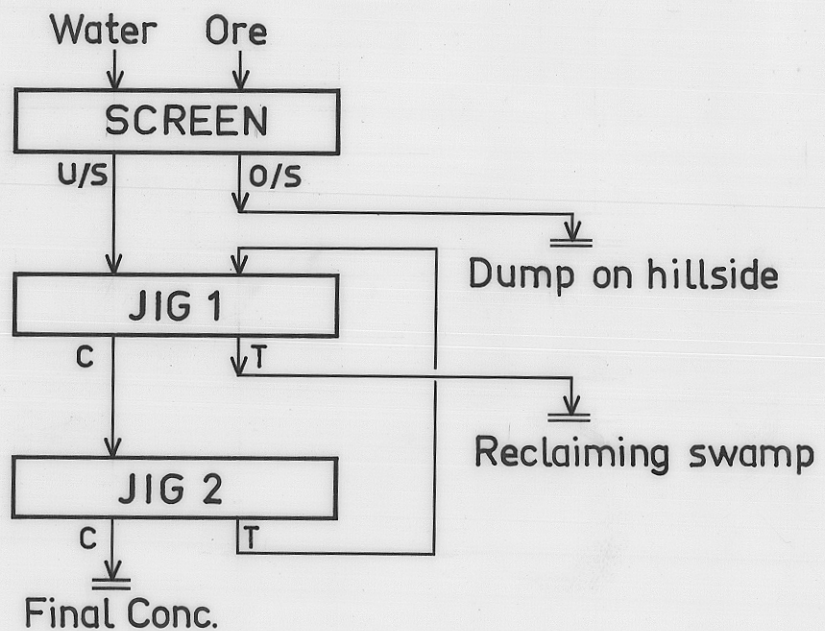 Water Ore
SCREEN
U/S O/S
Dump on hillside
JIG 1
C T
Reclaiming swamp
JIG 2
C T
Final Conc.